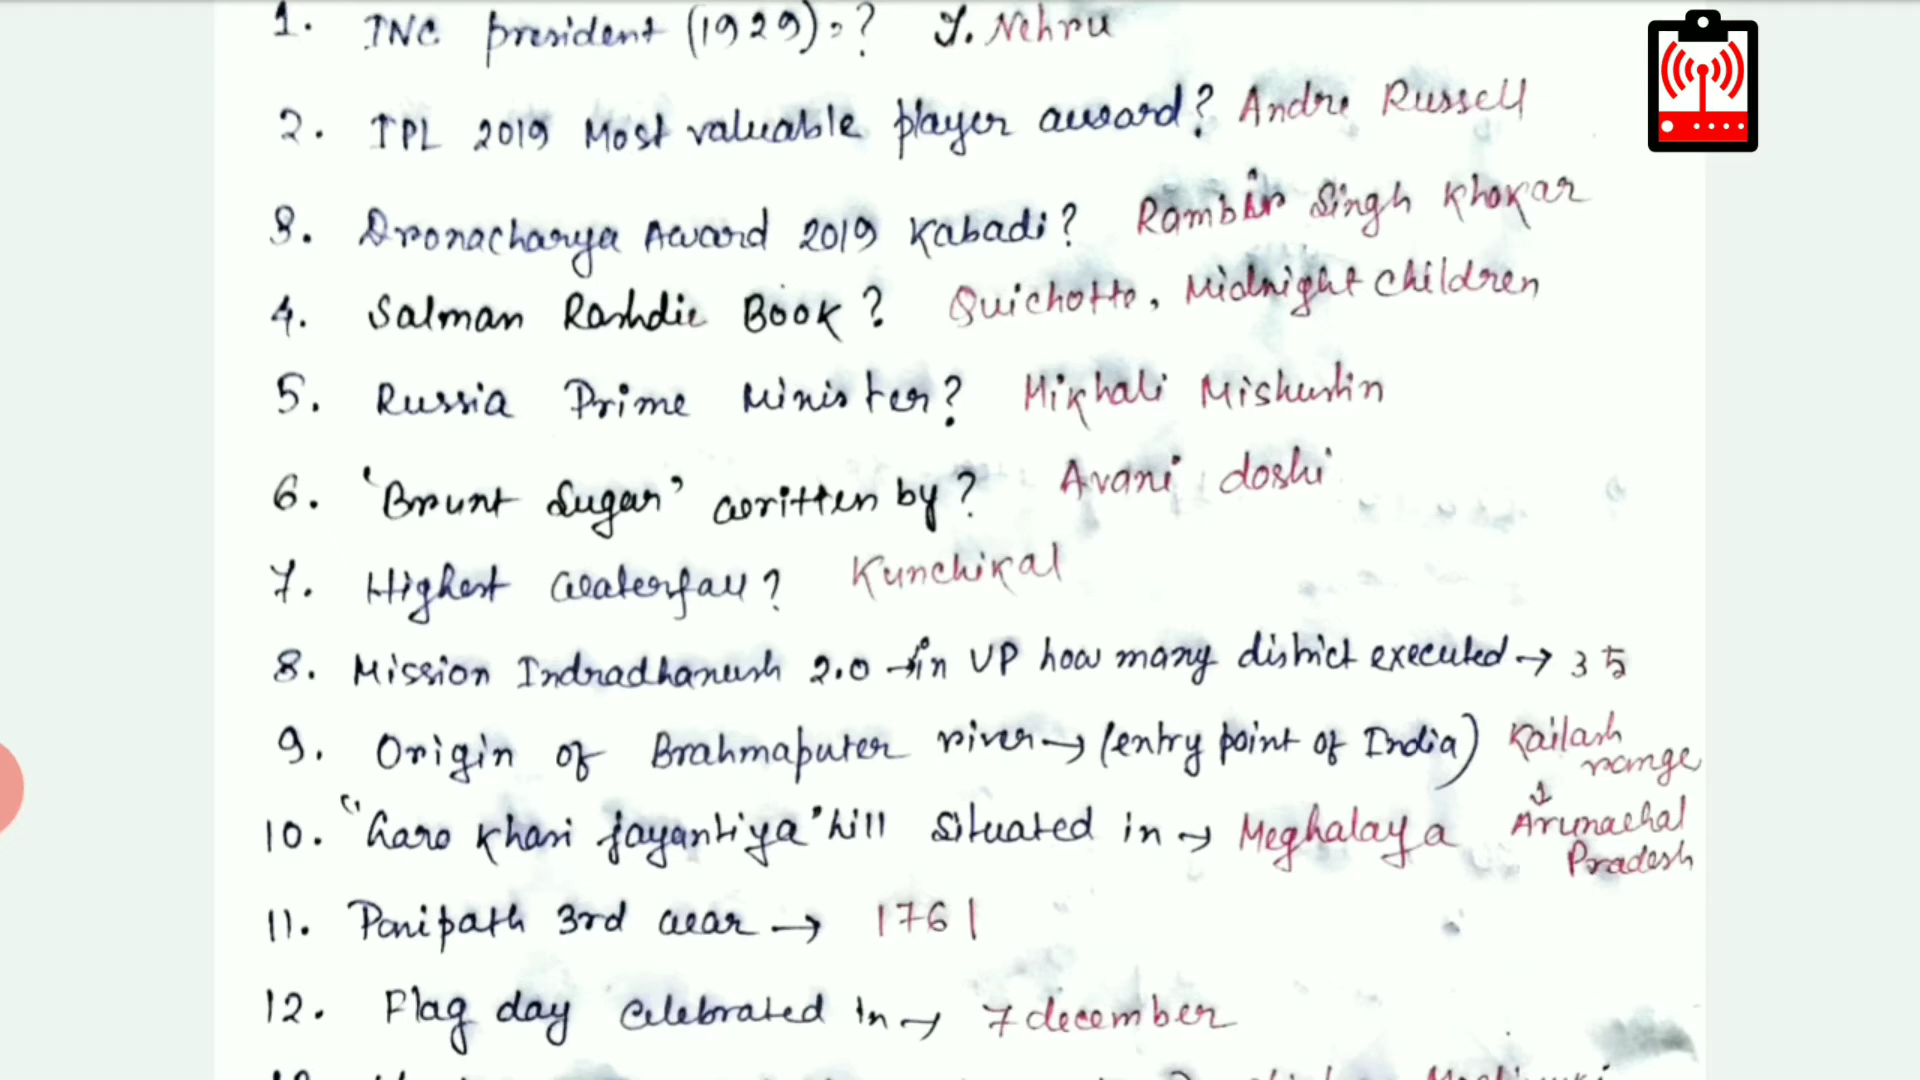 1. INC president (1929)=? J. Nehru
2. IPL 2019 Most valuable player award? Andre Russell
3. Dronacharya Award 2019 Kabadi? Rambir Singh Khokar
4. Salman Rashdie Book? Quichotte, Midnight children
5. Russia Prime Minister? Mikhali Mishustin
6. 'Brunt Sugar' written by? Avani doshi
7. Highest waterfall? Kunchikal
8. Mission Indradhanush 2.0 → in UP how many district executed → 35
9. Origin of Brahmaputer river → (entry point of India) Kailash range ↓ Arunachal Pradesh
10. "Garo khasi jayantiya" hill situated in → Meghalaya
11. Panipath 3rd wear → 1761
12. Flag day celebrated in → 7 december